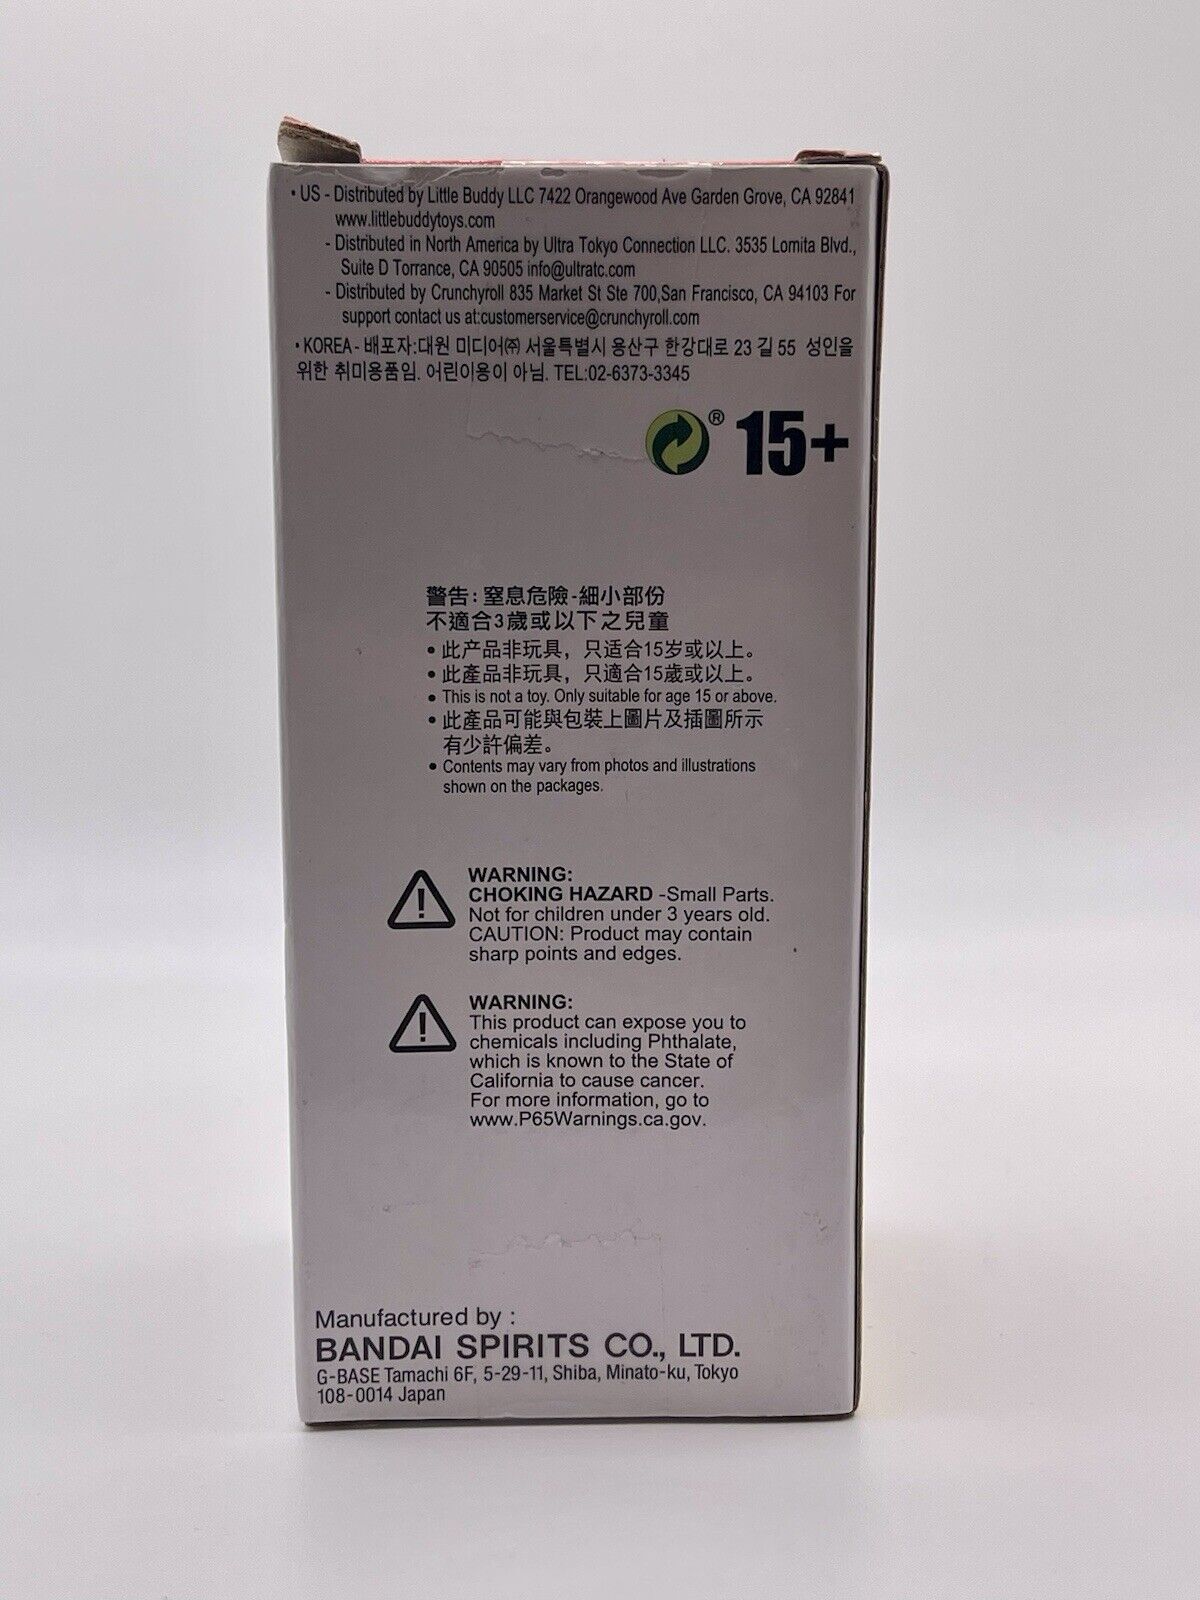 • US - Distributed by Little Buddy LLC 7422 Orangewood Ave Garden Grove, CA 92841
www.littlebuddytoys.com
- Distributed in North America by Ultra Tokyo Connection LLC. 3535 Lomita Blvd.,
Suite D Torrance, CA 90505 info@ultratc.com
- Distributed by Crunchyroll 835 Market St Ste 700,San Francisco, CA 94103 For
support contact us at:customerservice@crunchyroll.com
• KOREA - 배포자:대원 미디어㈜ 서울특별시 용산구 한강대로 23 길 55 성인을
위한 취미용품임. 어린이용이 아님. TEL:02-6373-3345
® 15+
警告: 窒息危險-細小部份
不適合3歲或以下之兒童
• 此产品非玩具，只适合15岁或以上。
• 此產品非玩具，只適合15歲或以上。
• This is not a toy. Only suitable for age 15 or above.
• 此產品可能與包裝上圖片及插圖所示
有少許偏差。
• Contents may vary from photos and illustrations
shown on the packages.
WARNING:
CHOKING HAZARD -Small Parts.
Not for children under 3 years old.
CAUTION: Product may contain
sharp points and edges.
WARNING:
This product can expose you to
chemicals including Phthalate,
which is known to the State of
California to cause cancer.
For more information, go to
www.P65Warnings.ca.gov.
Manufactured by :
BANDAI SPIRITS CO., LTD.
G-BASE Tamachi 6F, 5-29-11, Shiba, Minato-ku, Tokyo
108-0014 Japan